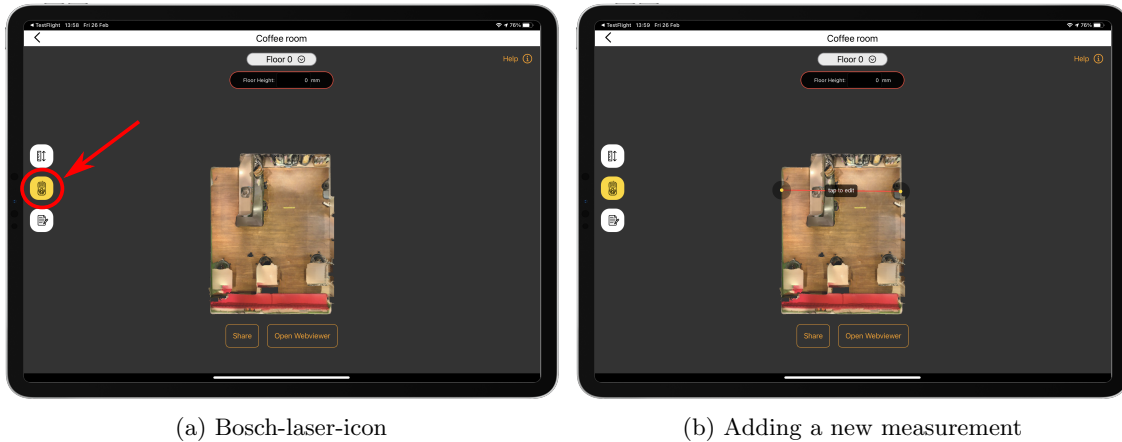 TestFlight 13:58 Fri 26 Feb 76%
Coffee room
Floor 0
Help
Floor Height: 0 mm
Share Open Webviewer
(a) Bosch-laser-icon
TestFlight 13:59 Fri 26 Feb 76%
Coffee room
Floor 0
Help
Floor Height: 0 mm
tap to edit
Share Open Webviewer
(b) Adding a new measurement